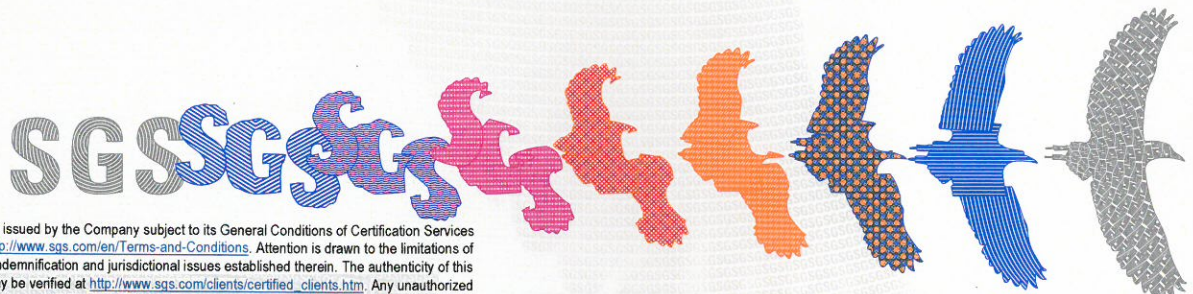 SGS SGS SGS
issued by the Company subject to its General Conditions of Certification Services
p://www.sgs.com/en/Terms-and-Conditions. Attention is drawn to the limitations of
ndemnification and jurisdictional issues established therein. The authenticity of this
y be verified at http://www.sgs.com/clients/certified_clients.htm. Any unauthorized